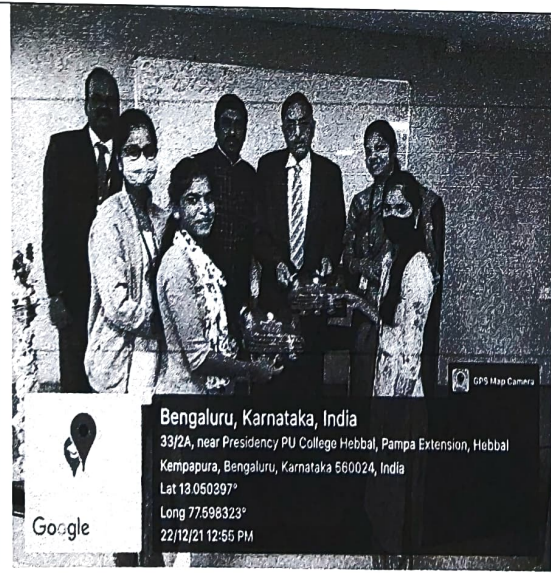 GPS Map Camera
Bengaluru, Karnataka, India
33/2A, near Presidency PU College Hebbal, Pampa Extension, Hebbal
Kempapura, Bengaluru, Karnataka 560024, India
Lat 13.050397°
Long 77.598323°
22/12/21 12:55 PM
Google